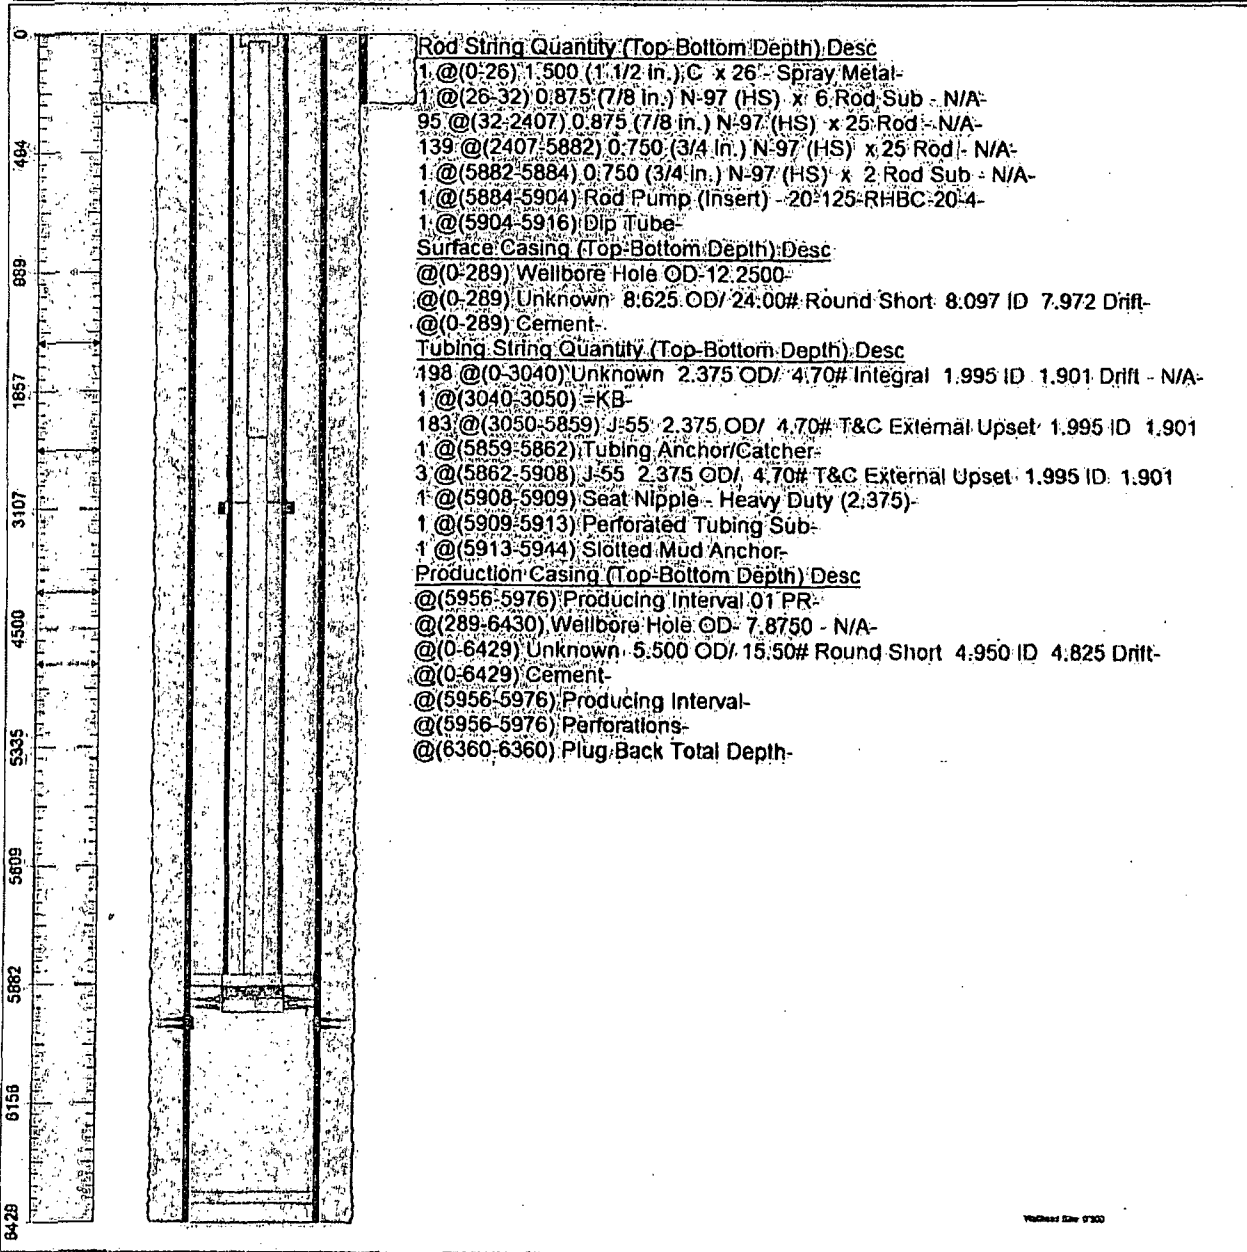 Rod String Quantity (Top-Bottom Depth) Desc
1 @(0-26) 1.500 (1 1/2 in.) C x 26 - Spray Metal-
1 @(26-32) 0.875 (7/8 in.) N-97 (HS) x 6 Rod Sub - N/A-
95 @(32-2407) 0.875 (7/8 in.) N-97 (HS) x 25 Rod - N/A-
139 @(2407-5882) 0.750 (3/4 in.) N-97 (HS) x 25 Rod - N/A-
1 @(5882-5884) 0.750 (3/4 in.) N-97 (HS) x 2 Rod Sub - N/A-
1 @(5884-5904) Rod Pump (Insert) - 20-125-RHBC-20-4-
1 @(5904-5916) Dip Tube-
Surface Casing (Top-Bottom Depth) Desc
@(0-289) Wellbore Hole OD-12.2500-
@(0-289) Unknown 8.625 OD/ 24.00# Round Short 8.097 ID 7.972 Drift-
@(0-289) Cement-
Tubing String Quantity (Top-Bottom Depth) Desc
198 @(0-3040) Unknown 2.375 OD/ 4.70# Integral 1.995 ID 1.901 Drift - N/A-
1 @(3040-3050) =KB-
183 @(3050-5859) J-55 2.375 OD/ 4.70# T&C External Upset 1.995 ID 1.901
1 @(5859-5862) Tubing Anchor/Catcher-
3 @(5862-5908) J-55 2.375 OD/ 4.70# T&C External Upset 1.995 ID 1.901
1 @(5908-5909) Seat Nipple - Heavy Duty (2.375)-
1 @(5909-5913) Perforated Tubing Sub-
1 @(5913-5944) Slotted Mud Anchor-
Production Casing (Top-Bottom Depth) Desc
@(5956-5976) Producing Interval 01 PR-
@(289-6430) Wellbore Hole OD- 7.8750 - N/A-
@(0-6429) Unknown 5.500 OD/ 15.50# Round Short 4.950 ID 4.825 Drift-
@(0-6429) Cement-
@(5956-5976) Producing Interval-
@(5956-5976) Perforations-
@(6360-6360) Plug Back Total Depth-
0
484
1857
3107
4500
5335
5609
5882
6156
6429